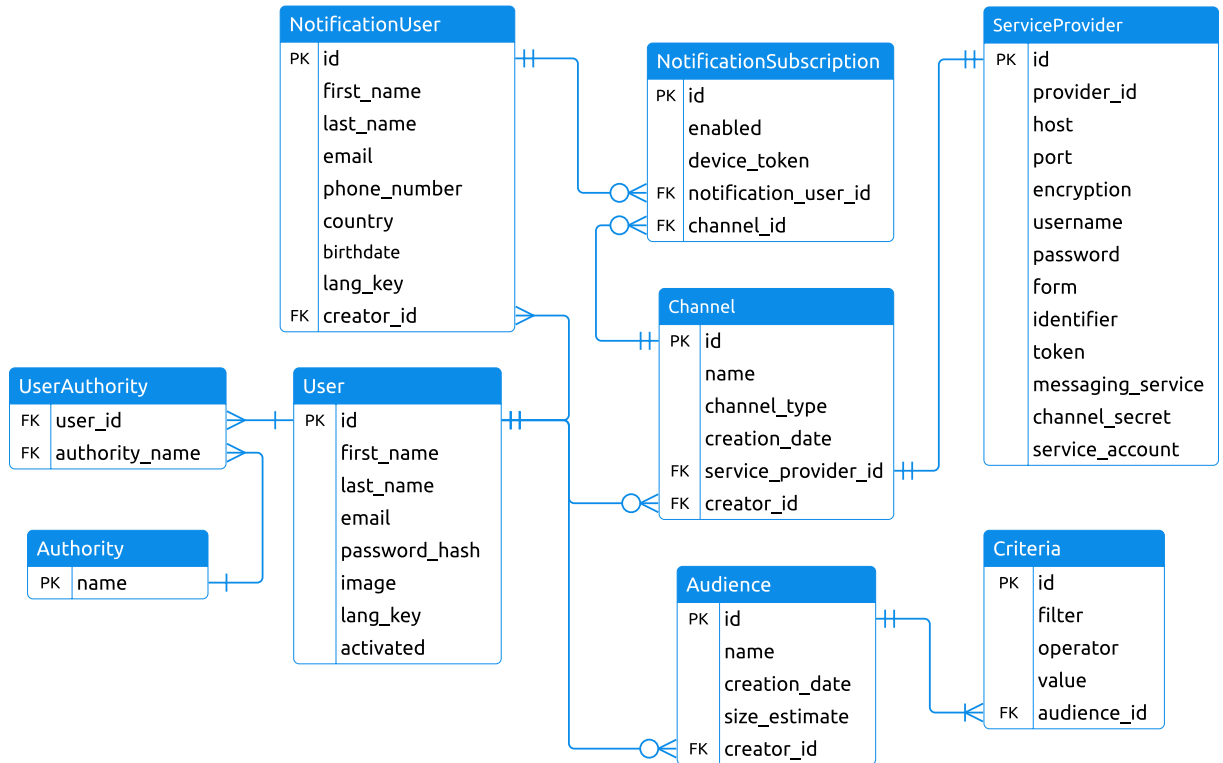 NotificationUser
PK id
first_name
last_name
email
phone_number
country
birthdate
lang_key
FK creator_id
NotificationSubscription
PK id
enabled
device_token
FK notification_user_id
FK channel_id
ServiceProvider
PK id
provider_id
host
port
encryption
username
password
form
identifier
token
messaging_service
channel_secret
service_account
Channel
PK id
name
channel_type
creation_date
FK service_provider_id
FK creator_id
UserAuthority
FK user_id
FK authority_name
User
PK id
first_name
last_name
email
password_hash
image
lang_key
activated
Authority
PK name
Audience
PK id
name
creation_date
size_estimate
FK creator_id
Criteria
PK id
filter
operator
value
FK audience_id